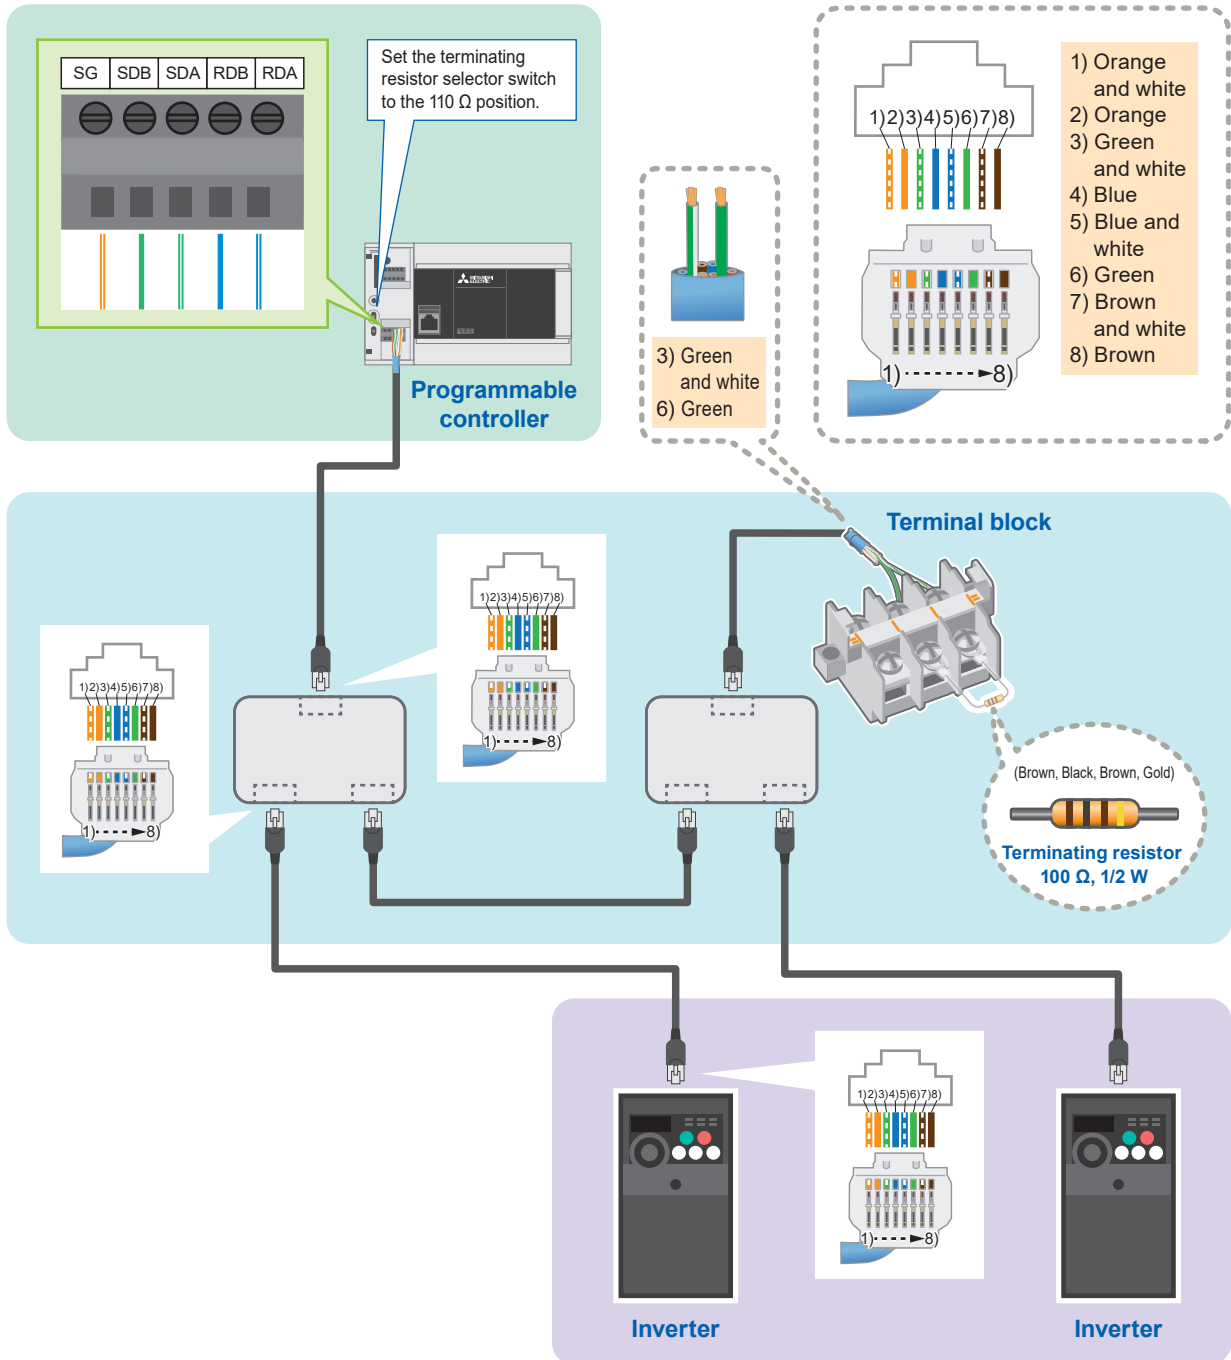 SG SDB SDA RDB RDA
Set the terminating
resistor selector switch
to the 110 Ω position.
MITSUBISHI
ELECTRIC
Programmable
controller
3) Green
and white
6) Green
1)2)3)4)5)6)7)8)
1) 8)
1) Orange
and white
2) Orange
3) Green
and white
4) Blue
5) Blue and
white
6) Green
7) Brown
and white
8) Brown
Terminal block
1)2)3)4)5)6)7)8)
1) 8)
1)2)3)4)5)6)7)8)
1) 8)
(Brown, Black, Brown, Gold)
Terminating resistor
100 Ω, 1/2 W
1)2)3)4)5)6)7)8)
1) 8)
Inverter
Inverter